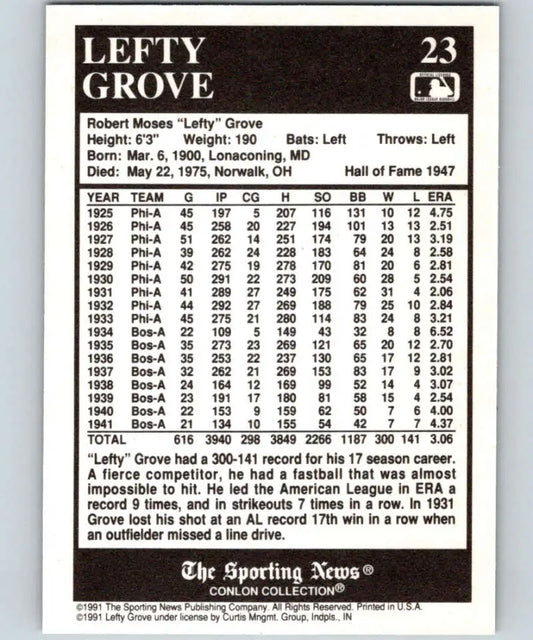 LEFTY 23
GROVE
Robert Moses "Lefty" Grove
Height: 6'3" Weight: 190 Bats: Left Throws: Left
Born: Mar. 6, 1900, Lonaconing, MD
Died: May 22, 1975, Norwalk, OH Hall of Fame 1947
YEAR TEAM G IP CG H SO BB W L ERA
1925 Phi-A 45 197 5 207 116 131 10 12 4.75
1926 Phi-A 45 258 20 227 194 101 13 13 2.51
1927 Phi-A 51 262 14 251 174 79 20 13 3.19
1928 Phi-A 39 262 24 228 183 64 24 8 2.58
1929 Phi-A 42 275 19 278 170 81 20 6 2.81
1930 Phi-A 50 291 22 273 209 60 28 5 2.54
1931 Phi-A 41 289 27 249 175 62 31 4 2.06
1932 Phi-A 44 292 27 269 188 79 25 10 2.84
1933 Phi-A 45 275 21 280 114 83 24 8 3.21
1934 Bos-A 22 109 5 149 43 32 8 8 6.52
1935 Bos-A 35 273 23 269 121 65 20 12 2.70
1936 Bos-A 35 253 22 237 130 65 17 12 2.81
1937 Bos-A 32 262 21 269 153 83 17 9 3.02
1938 Bos-A 24 164 12 169 99 52 14 4 3.07
1939 Bos-A 23 191 17 180 81 58 15 4 2.54
1940 Bos-A 22 153 9 159 62 50 7 6 4.00
1941 Bos-A 21 134 10 155 54 42 7 7 4.37
TOTAL 616 3940 298 3849 2266 1187 300 141 3.06
"Lefty" Grove had a 300-141 record for his 17 season career.
A fierce competitor, he had a fastball that was almost
impossible to hit. He led the American League in ERA a
record 9 times, and in strikeouts 7 times in a row. In 1931
Grove lost his shot at an AL record 17th win in a row when
an outfielder missed a line drive.
The Sporting News®
CONLON COLLECTION®
©1991 The Sporting News Publishing Company. All Rights Reserved. Printed in U.S.A.
©1991 Lefty Grove under license by Curtis Mngmt. Group, Indpls., IN